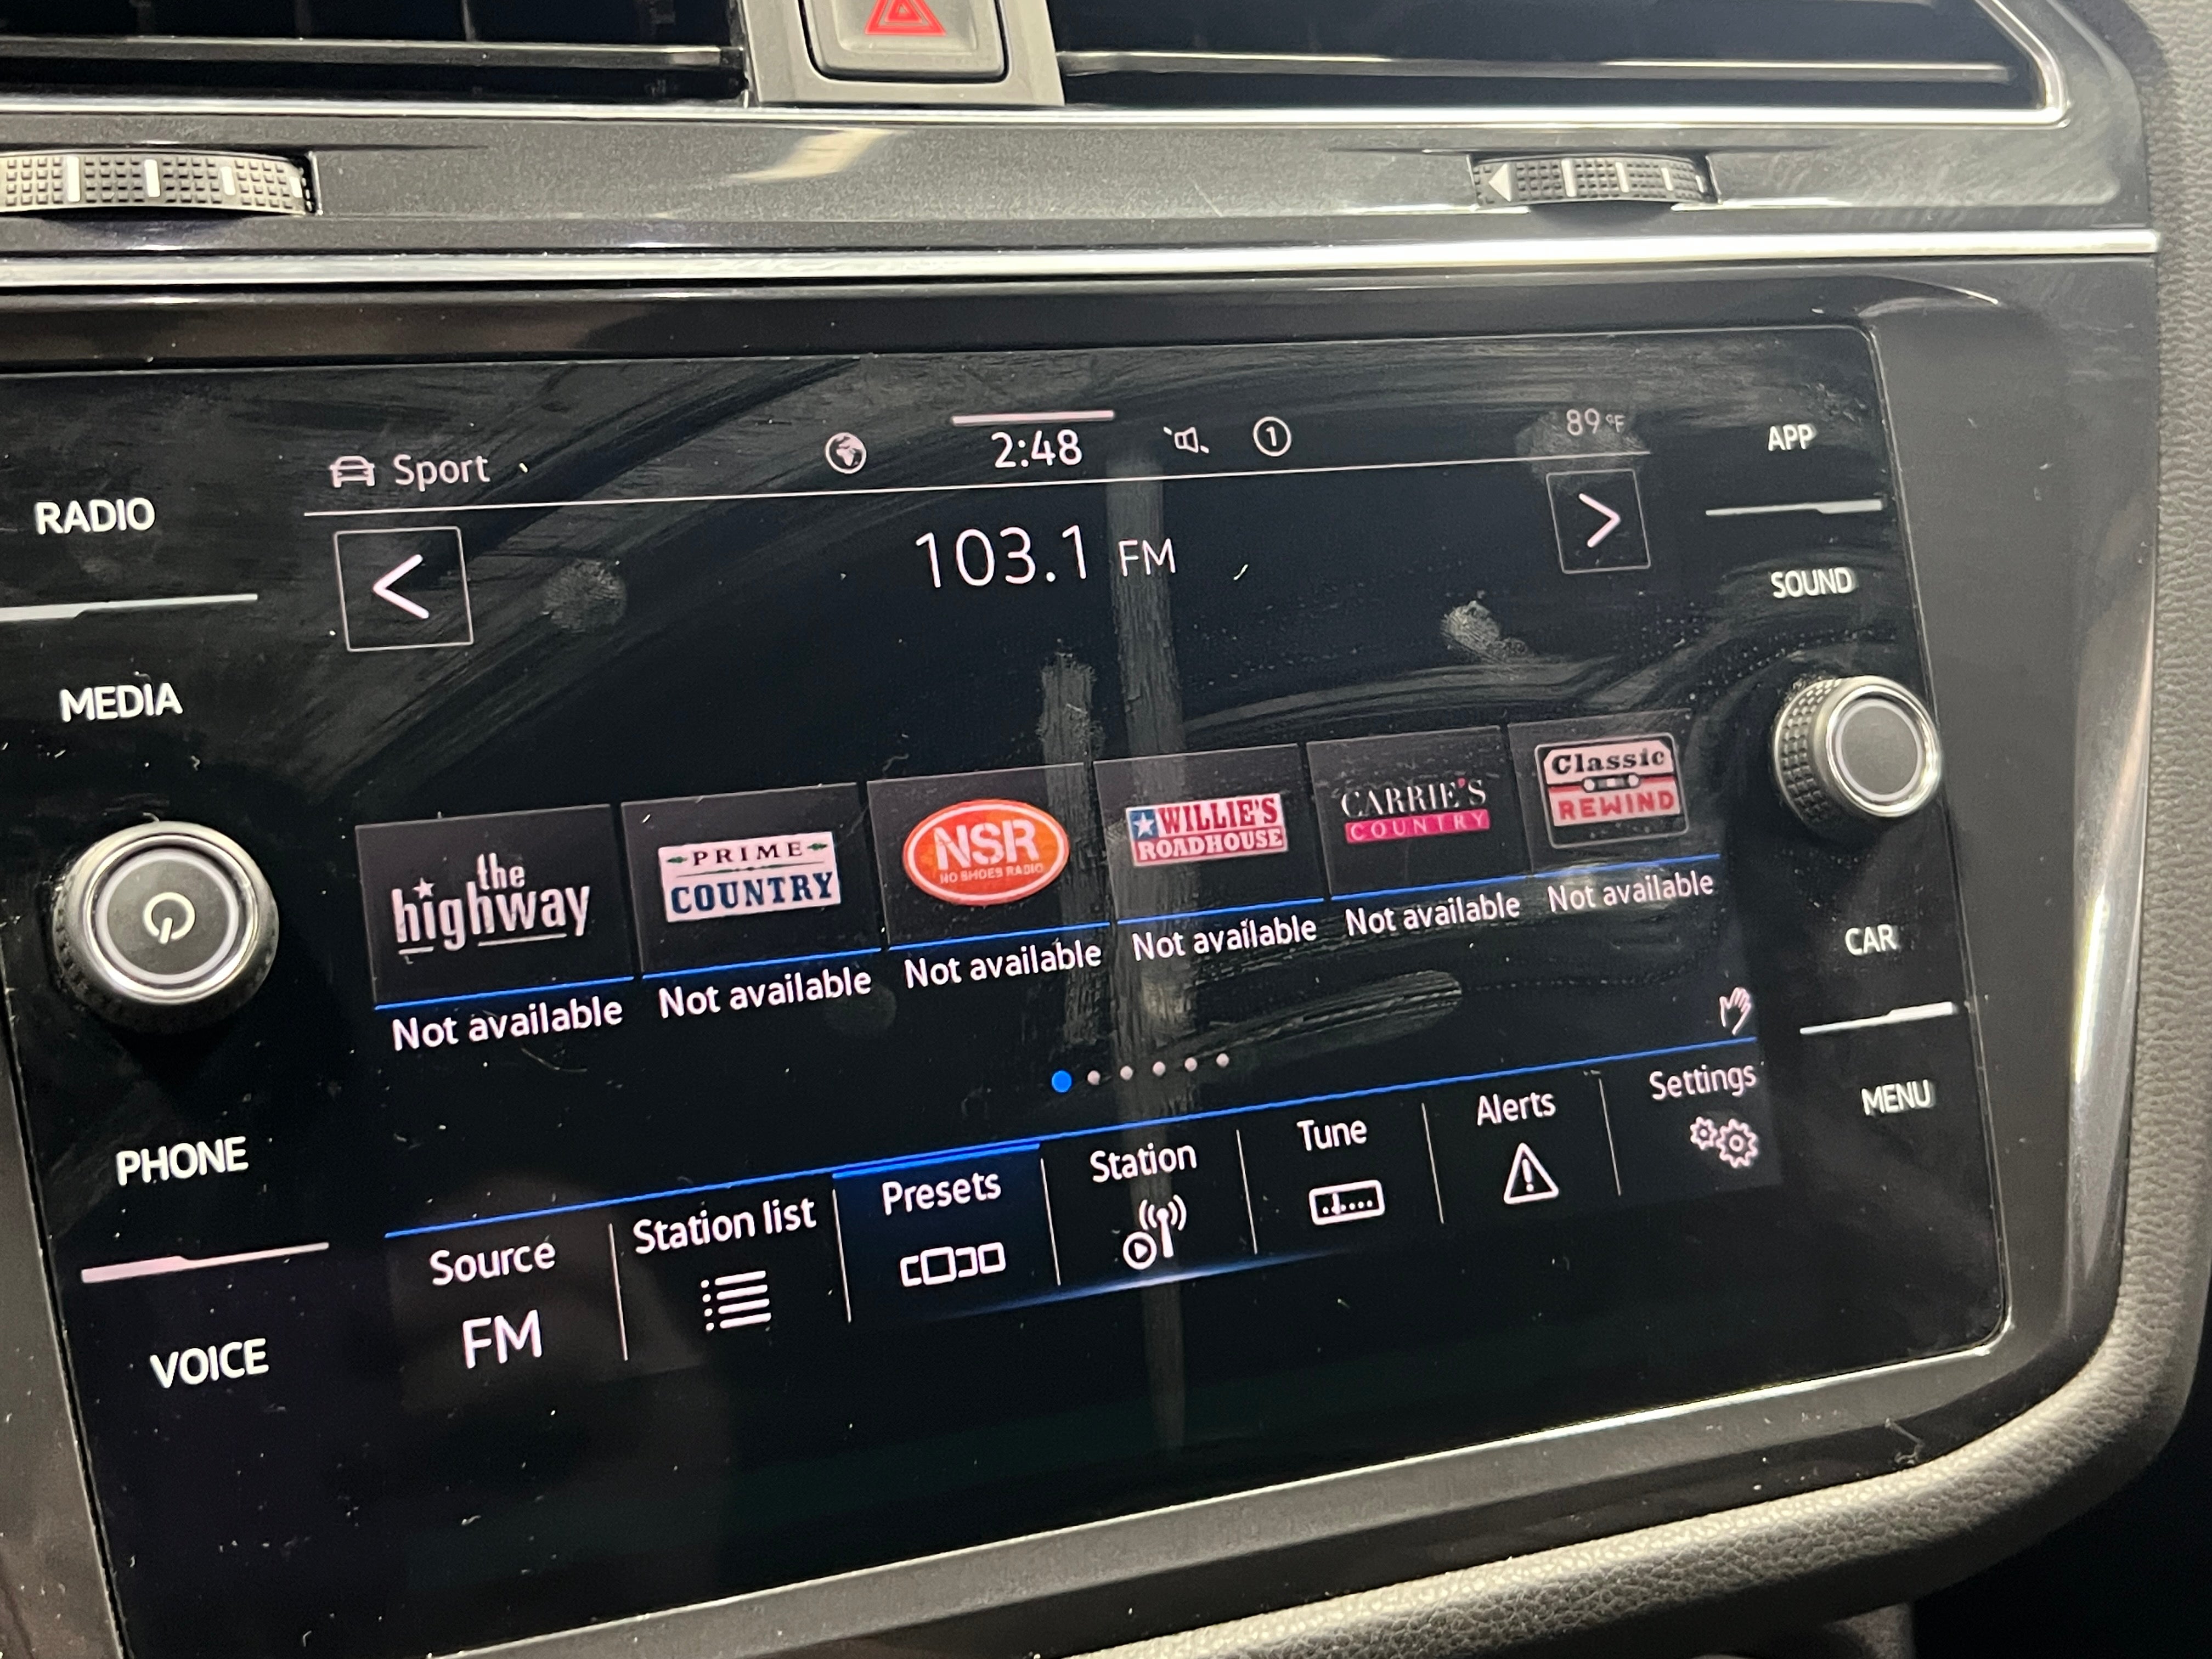 Sport
2:48
1
89°F
RADIO
APP
103.1 FM
SOUND
MEDIA
the
highway
PRIME
COUNTRY
NSR
NO SHOES RADIO
WILLIE'S
ROADHOUSE
CARRIE'S
COUNTRY
Classic
REWIND
Not available
Not available
Not available
Not available
Not available
Not available
CAR
MENU
PHONE
Source
FM
Station list
Presets
Station
Tune
Alerts
Settings
VOICE